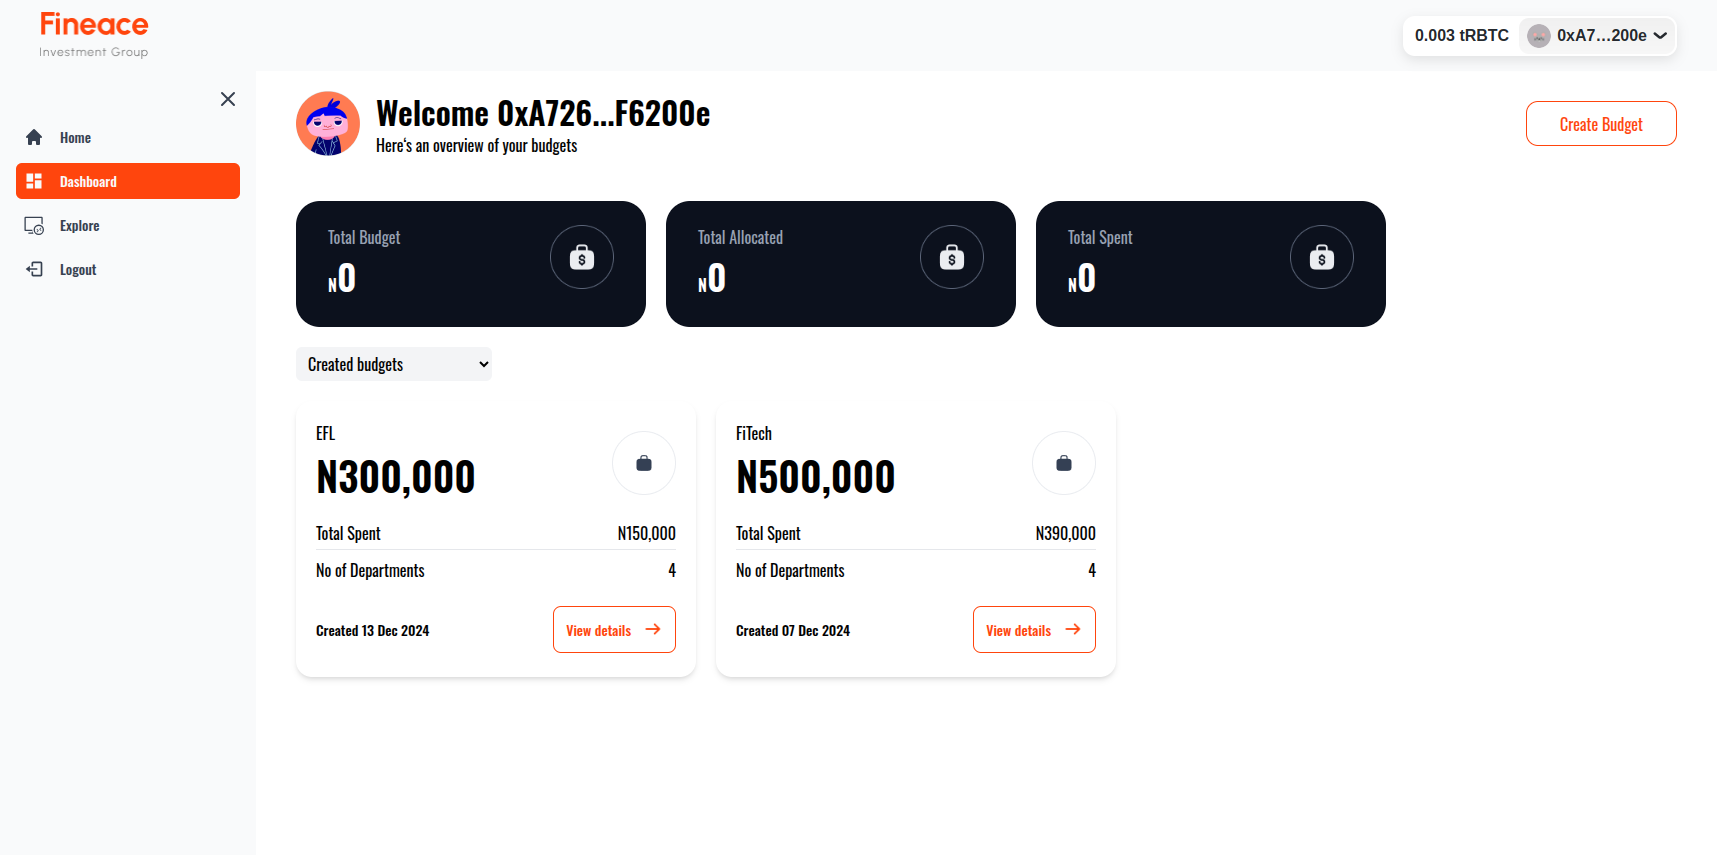 Fineace
Investment Group
0.003 tRBTC 0xA7...200e
Home
Dashboard
Explore
Logout
Welcome 0xA726...F6200e
Here's an overview of your budgets
Create Budget
Total Budget
N0
Total Allocated
N0
Total Spent
N0
Created budgets
EFL
N300,000
Total Spent N150,000
No of Departments 4
Created 13 Dec 2024 View details
FiTech
N500,000
Total Spent N390,000
No of Departments 4
Created 07 Dec 2024 View details